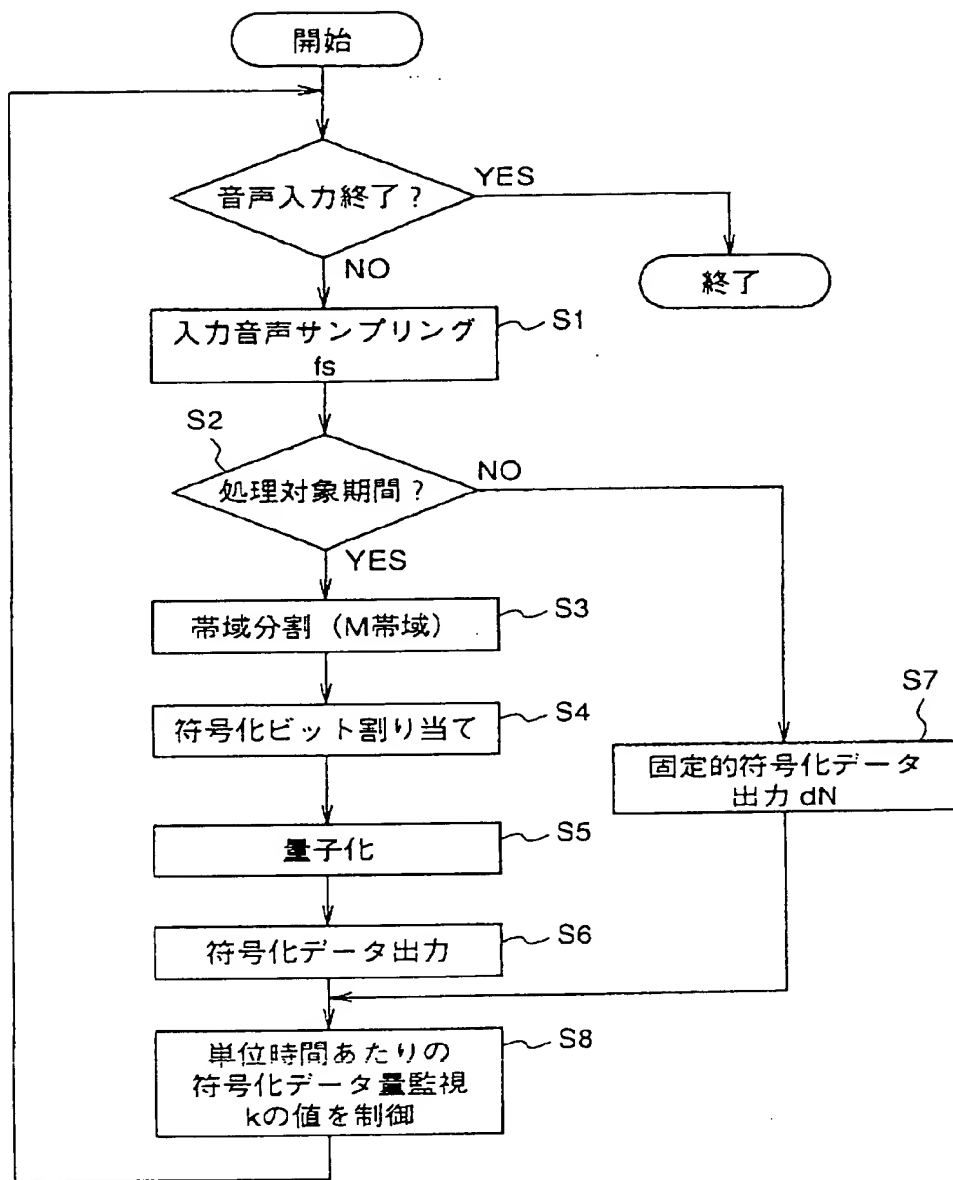 開始
音声入力終了?
YES
終了
NO
入力音声サンプリング
fs
S1
S2
処理対象期間?
NO
YES
帯域分割 (M帯域)
S3
符号化ビット割り当て
S4
S7
固定的符号化データ
出力 dN
量子化
S5
符号化データ出力
S6
単位時間あたりの
符号化データ量監視
kの値を制御
S8